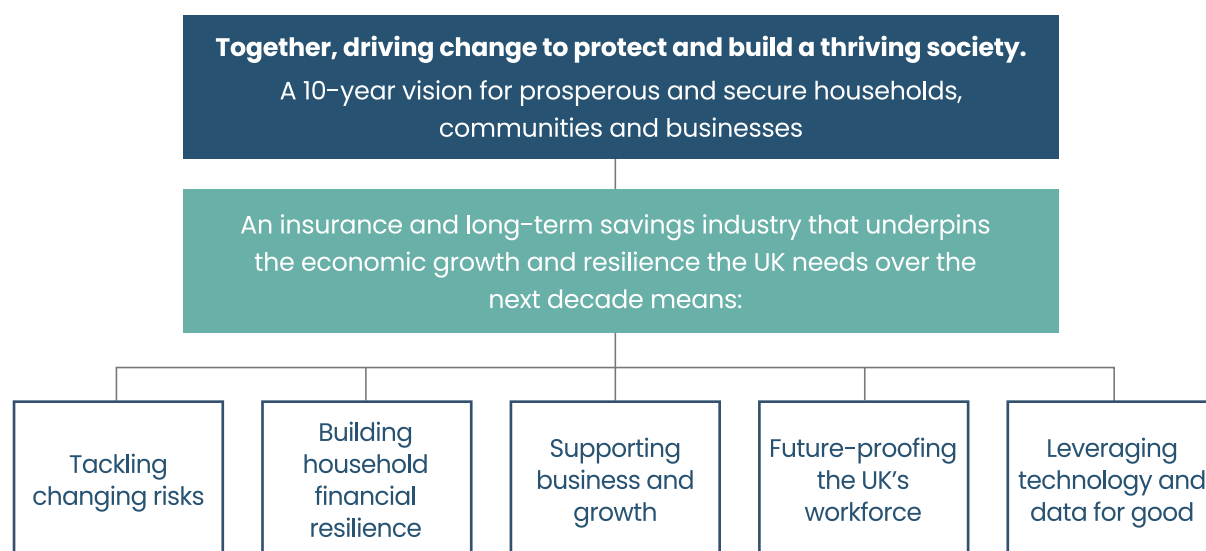 Together, driving change to protect and build a thriving society.
A 10-year vision for prosperous and secure households,
communities and businesses
An insurance and long-term savings industry that underpins
the economic growth and resilience the UK needs over the
next decade means:
Tackling
changing risks
Building
household
financial
resilience
Supporting
business and
growth
Future-proofing
the UK's
workforce
Leveraging
technology and
data for good